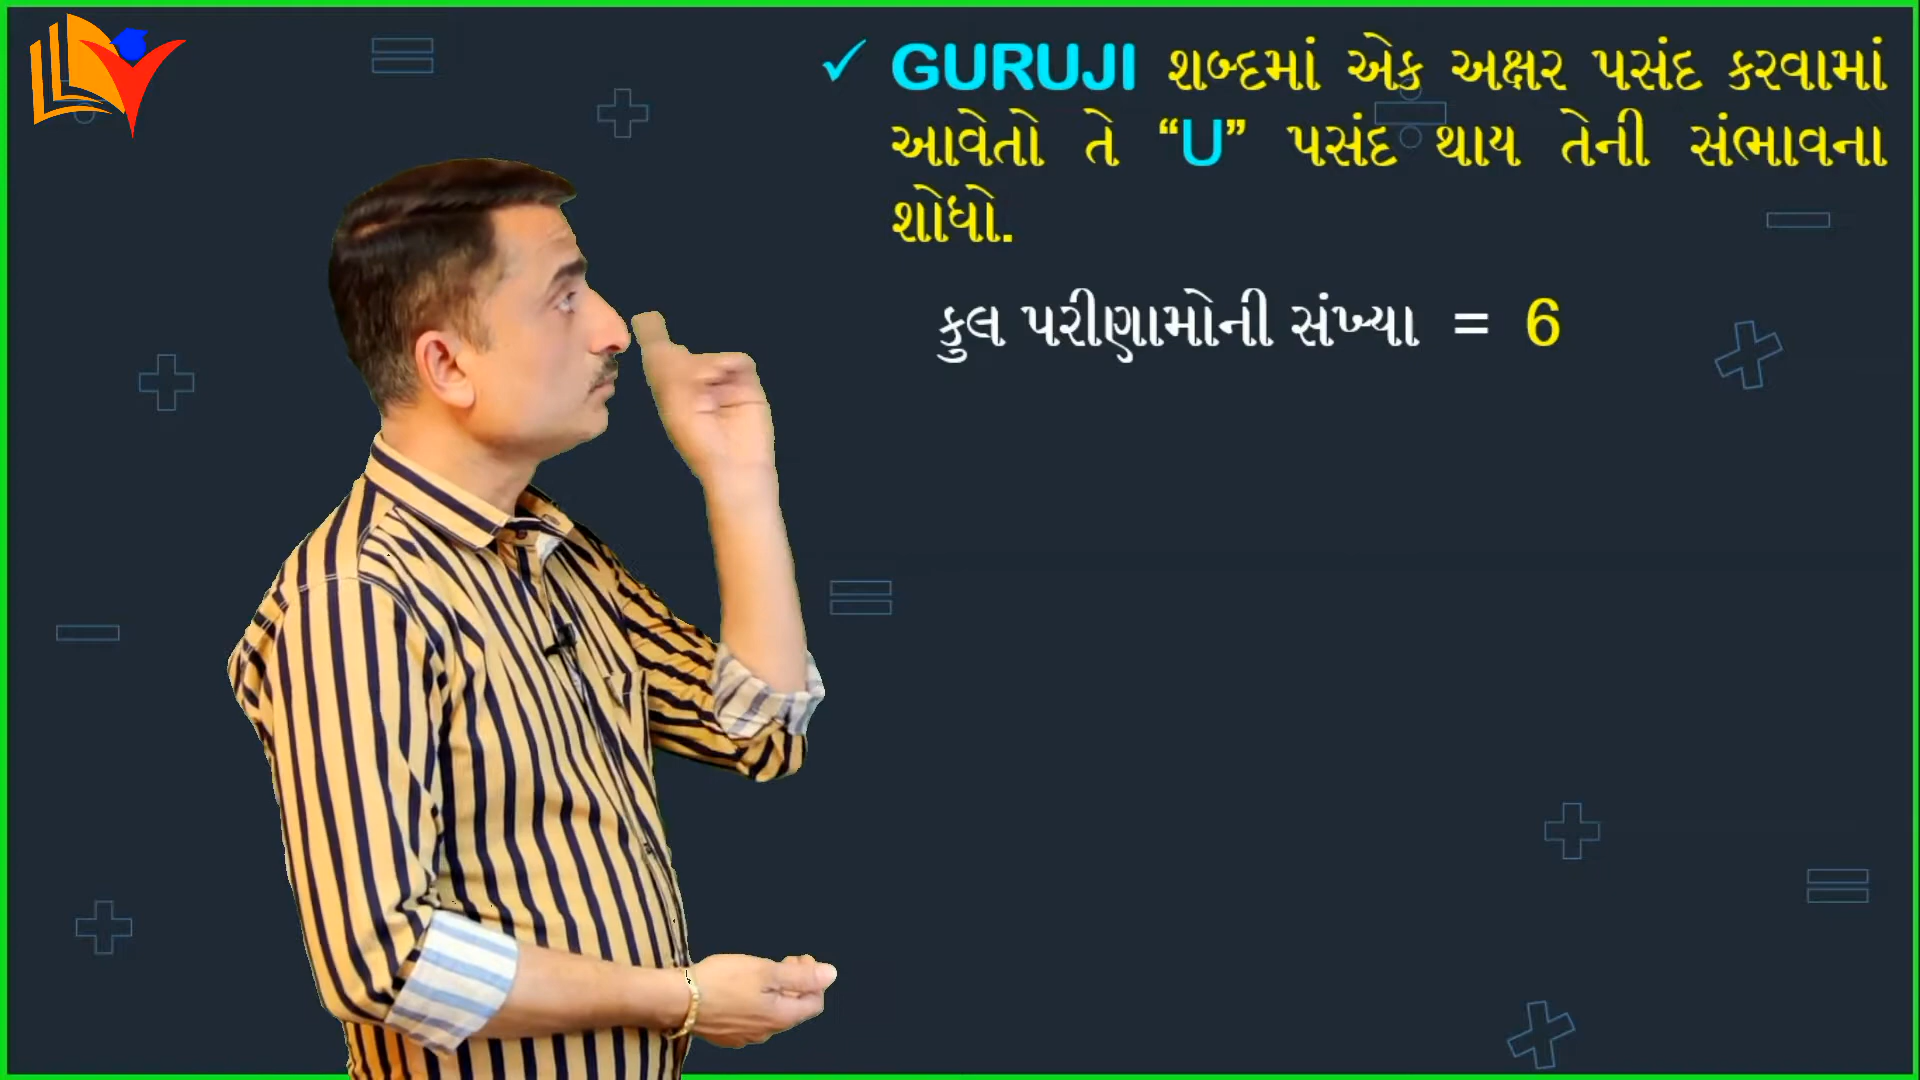 ✓ GURUJI શબ્દમાં એક અક્ષર પસંદ કરવામાં
આવેતો તે “U” પસંદ થાય તેની સંભાવના
શોધો.
કુલ પરીણામોની સંખ્યા = 6